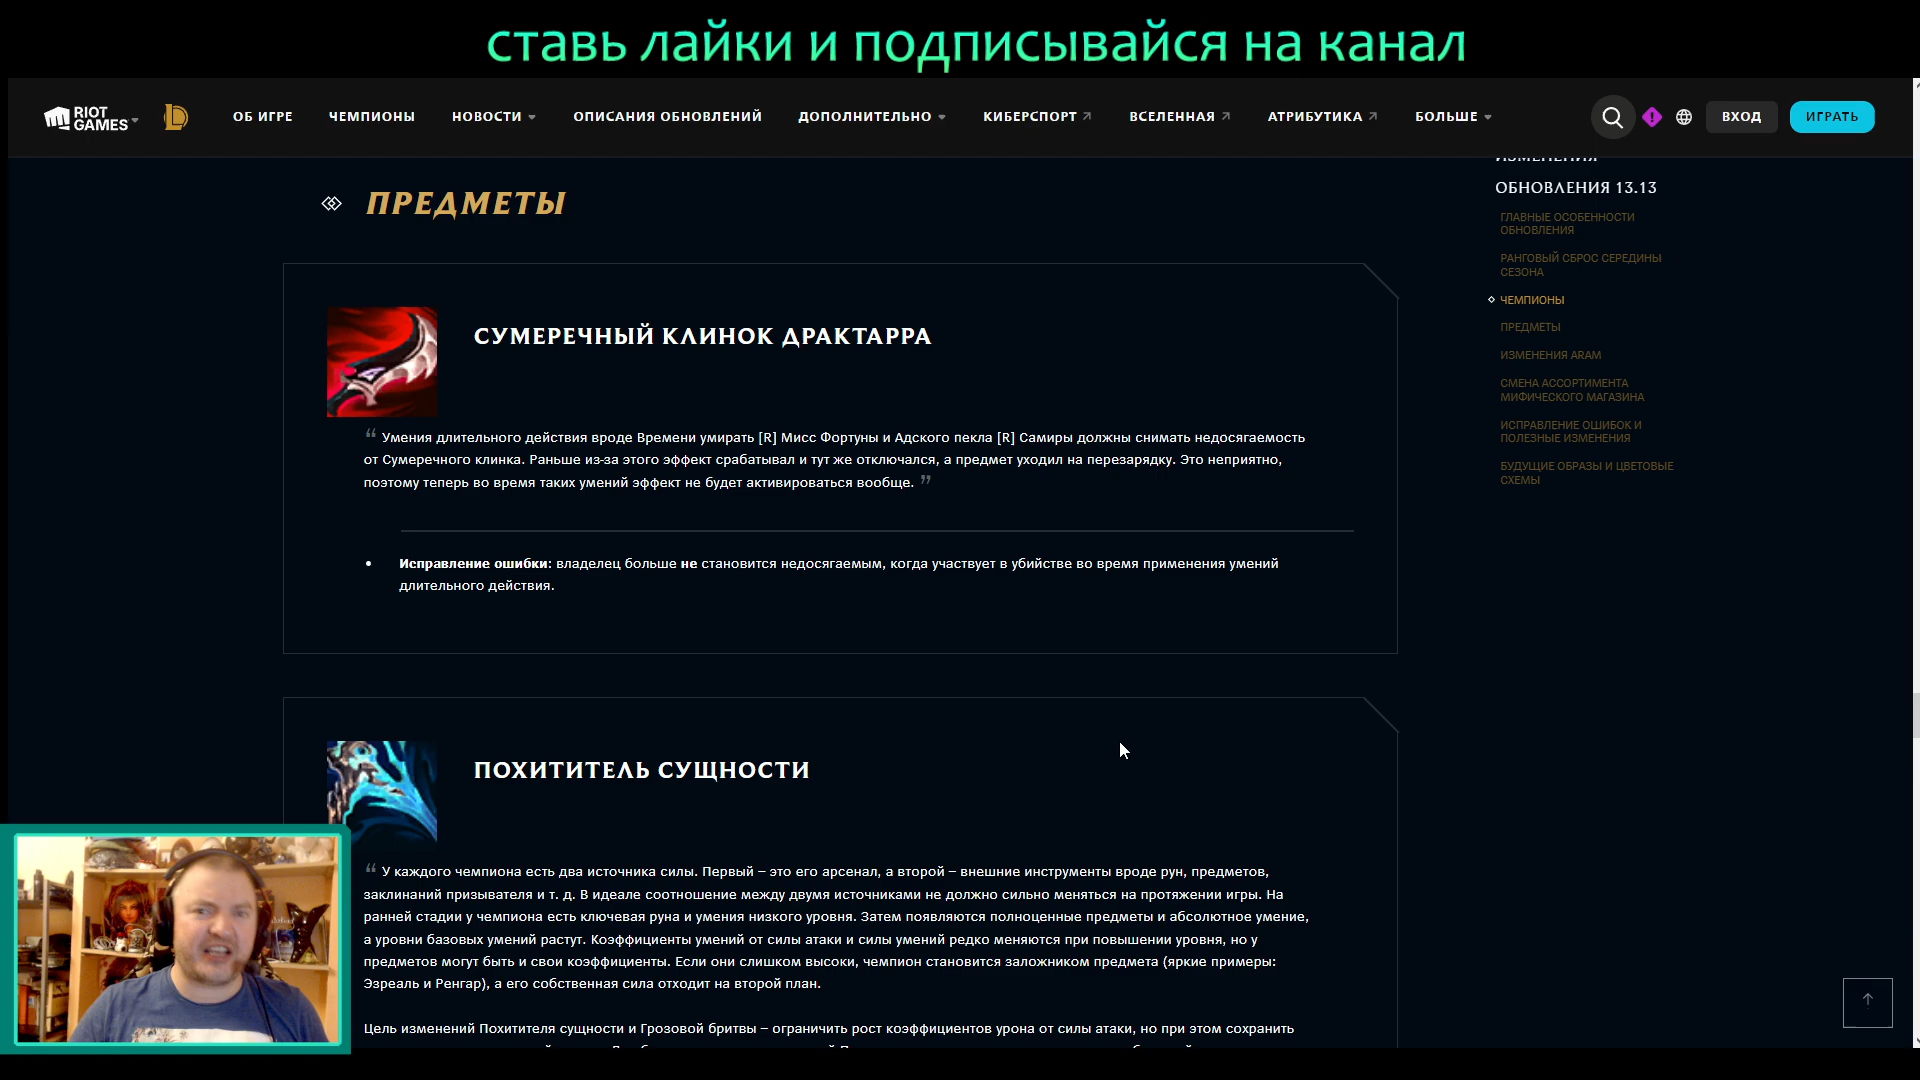 ставь лайки и подписывайся на канал
RIOT GAMES
ОБ ИГРЕ
ЧЕМПИОНЫ
НОВОСТИ
ОПИСАНИЯ ОБНОВЛЕНИЙ
ДОПОЛНИТЕЛЬНО
КИБЕРСПОРТ
ВСЕЛЕННАЯ
АТРИБУТИКА
БОЛЬШЕ
ВХОД
ИГРАТЬ
ПРЕДМЕТЫ
СУМЕРЕЧНЫЙ КЛИНОК ДРАКТАРРА
“ Умения длительного действия вроде Времени умирать [R] Мисс Фортуны и Адского пекла [R] Самиры должны снимать недосягаемость
от Сумеречного клинка. Раньше из-за этого эффект срабатывал и тут же отключался, а предмет уходил на перезарядку. Это неприятно,
поэтому теперь во время таких умений эффект не будет активироваться вообще. ”
• Исправление ошибки: владелец больше не становится недосягаемым, когда участвует в убийстве во время применения умений
длительного действия.
ПОХИТИТЕЛЬ СУЩНОСТИ
“ У каждого чемпиона есть два источника силы. Первый – это его арсенал, а второй – внешние инструменты вроде рун, предметов,
заклинаний призывателя и т. д. В идеале соотношение между двумя источниками не должно сильно меняться на протяжении игры. На
ранней стадии у чемпиона есть ключевая руна и умения низкого уровня. Затем появляются полноценные предметы и абсолютное умение,
а уровни базовых умений растут. Коэффициенты умений от силы атаки и силы умений редко меняются при повышении уровня, но у
предметов могут быть и свои коэффициенты. Если они слишком высоки, чемпион становится заложником предмета (яркие примеры:
Эзреаль и Ренгар), а его собственная сила отходит на второй план.
Цель изменений Похитителя сущности и Грозовой бритвы – ограничить рост коэффициентов урона от силы атаки, но при этом сохранить
ИЗМЕНЕНИЯ
ОБНОВЛЕНИЯ 13.13
ГЛАВНЫЕ ОСОБЕННОСТИ
ОБНОВЛЕНИЯ
РАНГОВЫЙ СБРОС СЕРЕДИНЫ
СЕЗОНА
ЧЕМПИОНЫ
ПРЕДМЕТЫ
ИЗМЕНЕНИЯ ARAM
СМЕНА АССОРТИМЕНТА
МИФИЧЕСКОГО МАГАЗИНА
ИСПРАВЛЕНИЕ ОШИБОК И
ПОЛЕЗНЫЕ ИЗМЕНЕНИЯ
БУДУЩИЕ ОБРАЗЫ И ЦВЕТОВЫЕ
СХЕМЫ